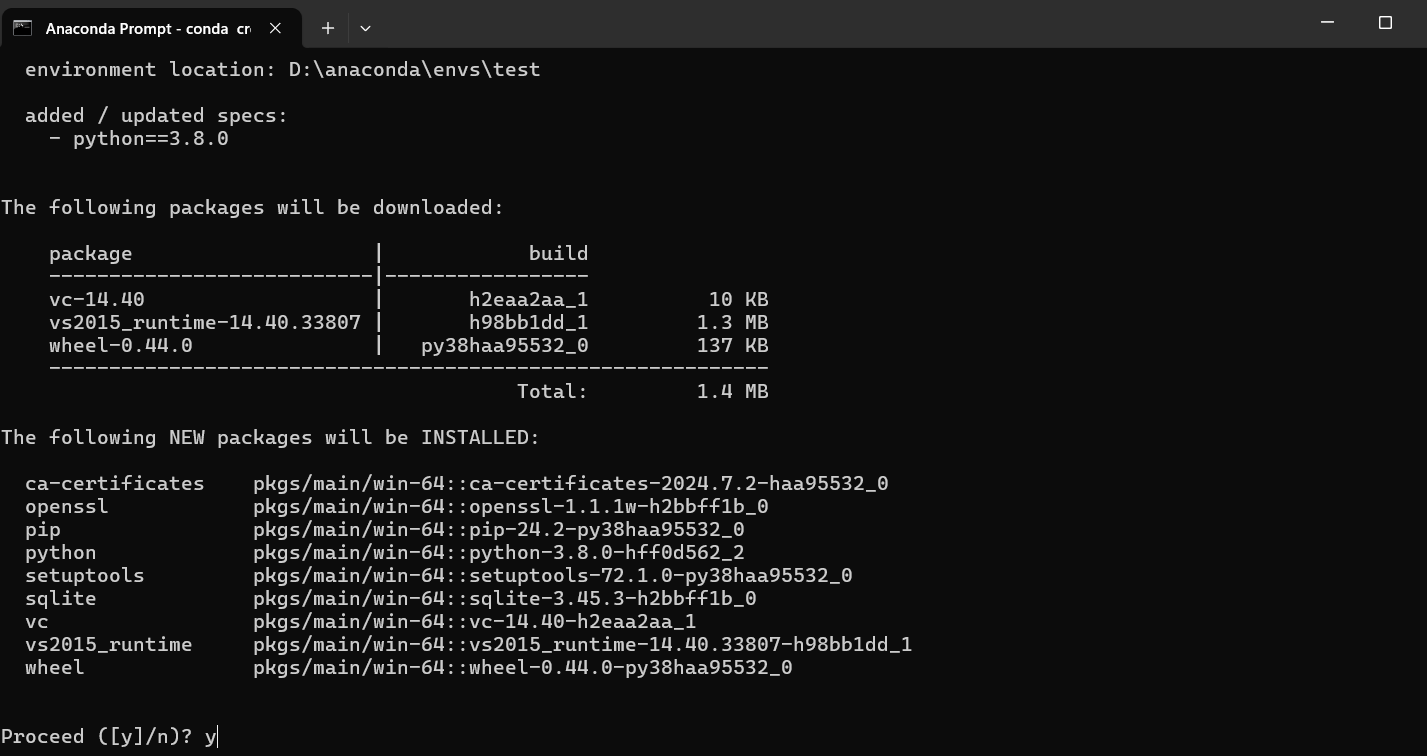 Anaconda Prompt - conda cr
environment location: D:\anaconda\envs\test
added / updated specs:
- python==3.8.0
The following packages will be downloaded:
package | build
---------------------------|-----------------
vc-14.40 | h2eaa2aa_1 10 KB
vs2015_runtime-14.40.33807 | h98bb1dd_1 1.3 MB
wheel-0.44.0 | py38haa95532_0 137 KB
------------------------------------------------------------
Total: 1.4 MB
The following NEW packages will be INSTALLED:
ca-certificates pkgs/main/win-64::ca-certificates-2024.7.2-haa95532_0
openssl pkgs/main/win-64::openssl-1.1.1w-h2bbff1b_0
pip pkgs/main/win-64::pip-24.2-py38haa95532_0
python pkgs/main/win-64::python-3.8.0-hff0d562_2
setuptools pkgs/main/win-64::setuptools-72.1.0-py38haa95532_0
sqlite pkgs/main/win-64::sqlite-3.45.3-h2bbff1b_0
vc pkgs/main/win-64::vc-14.40-h2eaa2aa_1
vs2015_runtime pkgs/main/win-64::vs2015_runtime-14.40.33807-h98bb1dd_1
wheel pkgs/main/win-64::wheel-0.44.0-py38haa95532_0
Proceed ([y]/n)? y